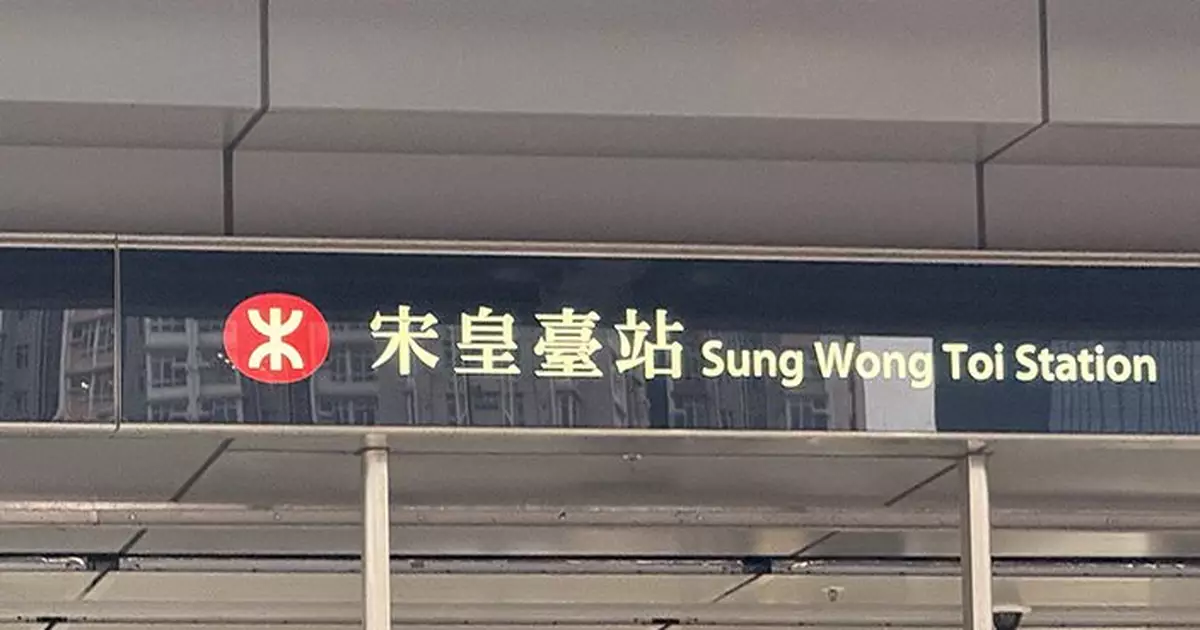 宋皇臺站 Sung Wong Toi Station